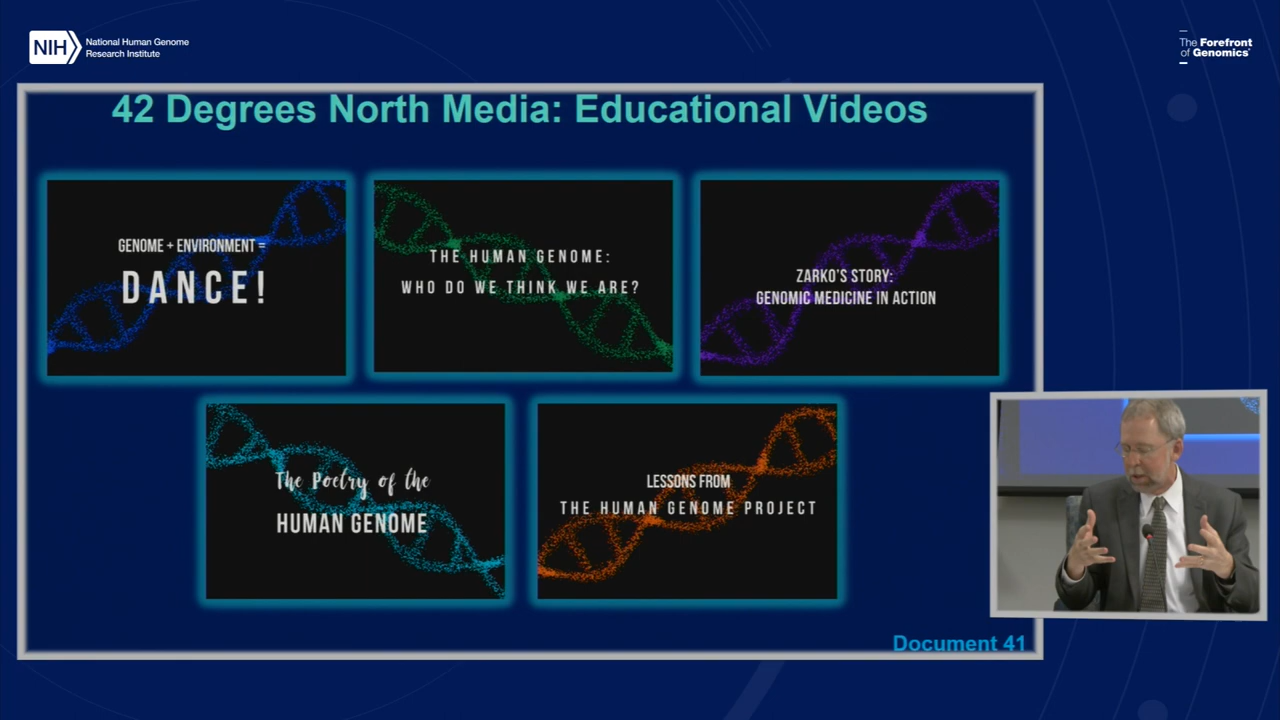 NIH
National Human Genome
Research Institute
The Forefront
of Genomics®
42 Degrees North Media: Educational Videos
GENOME + ENVIRONMENT =
DANCE!
THE HUMAN GENOME:
WHO DO WE THINK WE ARE?
ZARKO'S STORY:
GENOMIC MEDICINE IN ACTION
The Poetry of the
HUMAN GENOME
LESSONS FROM
THE HUMAN GENOME PROJECT
Document 41